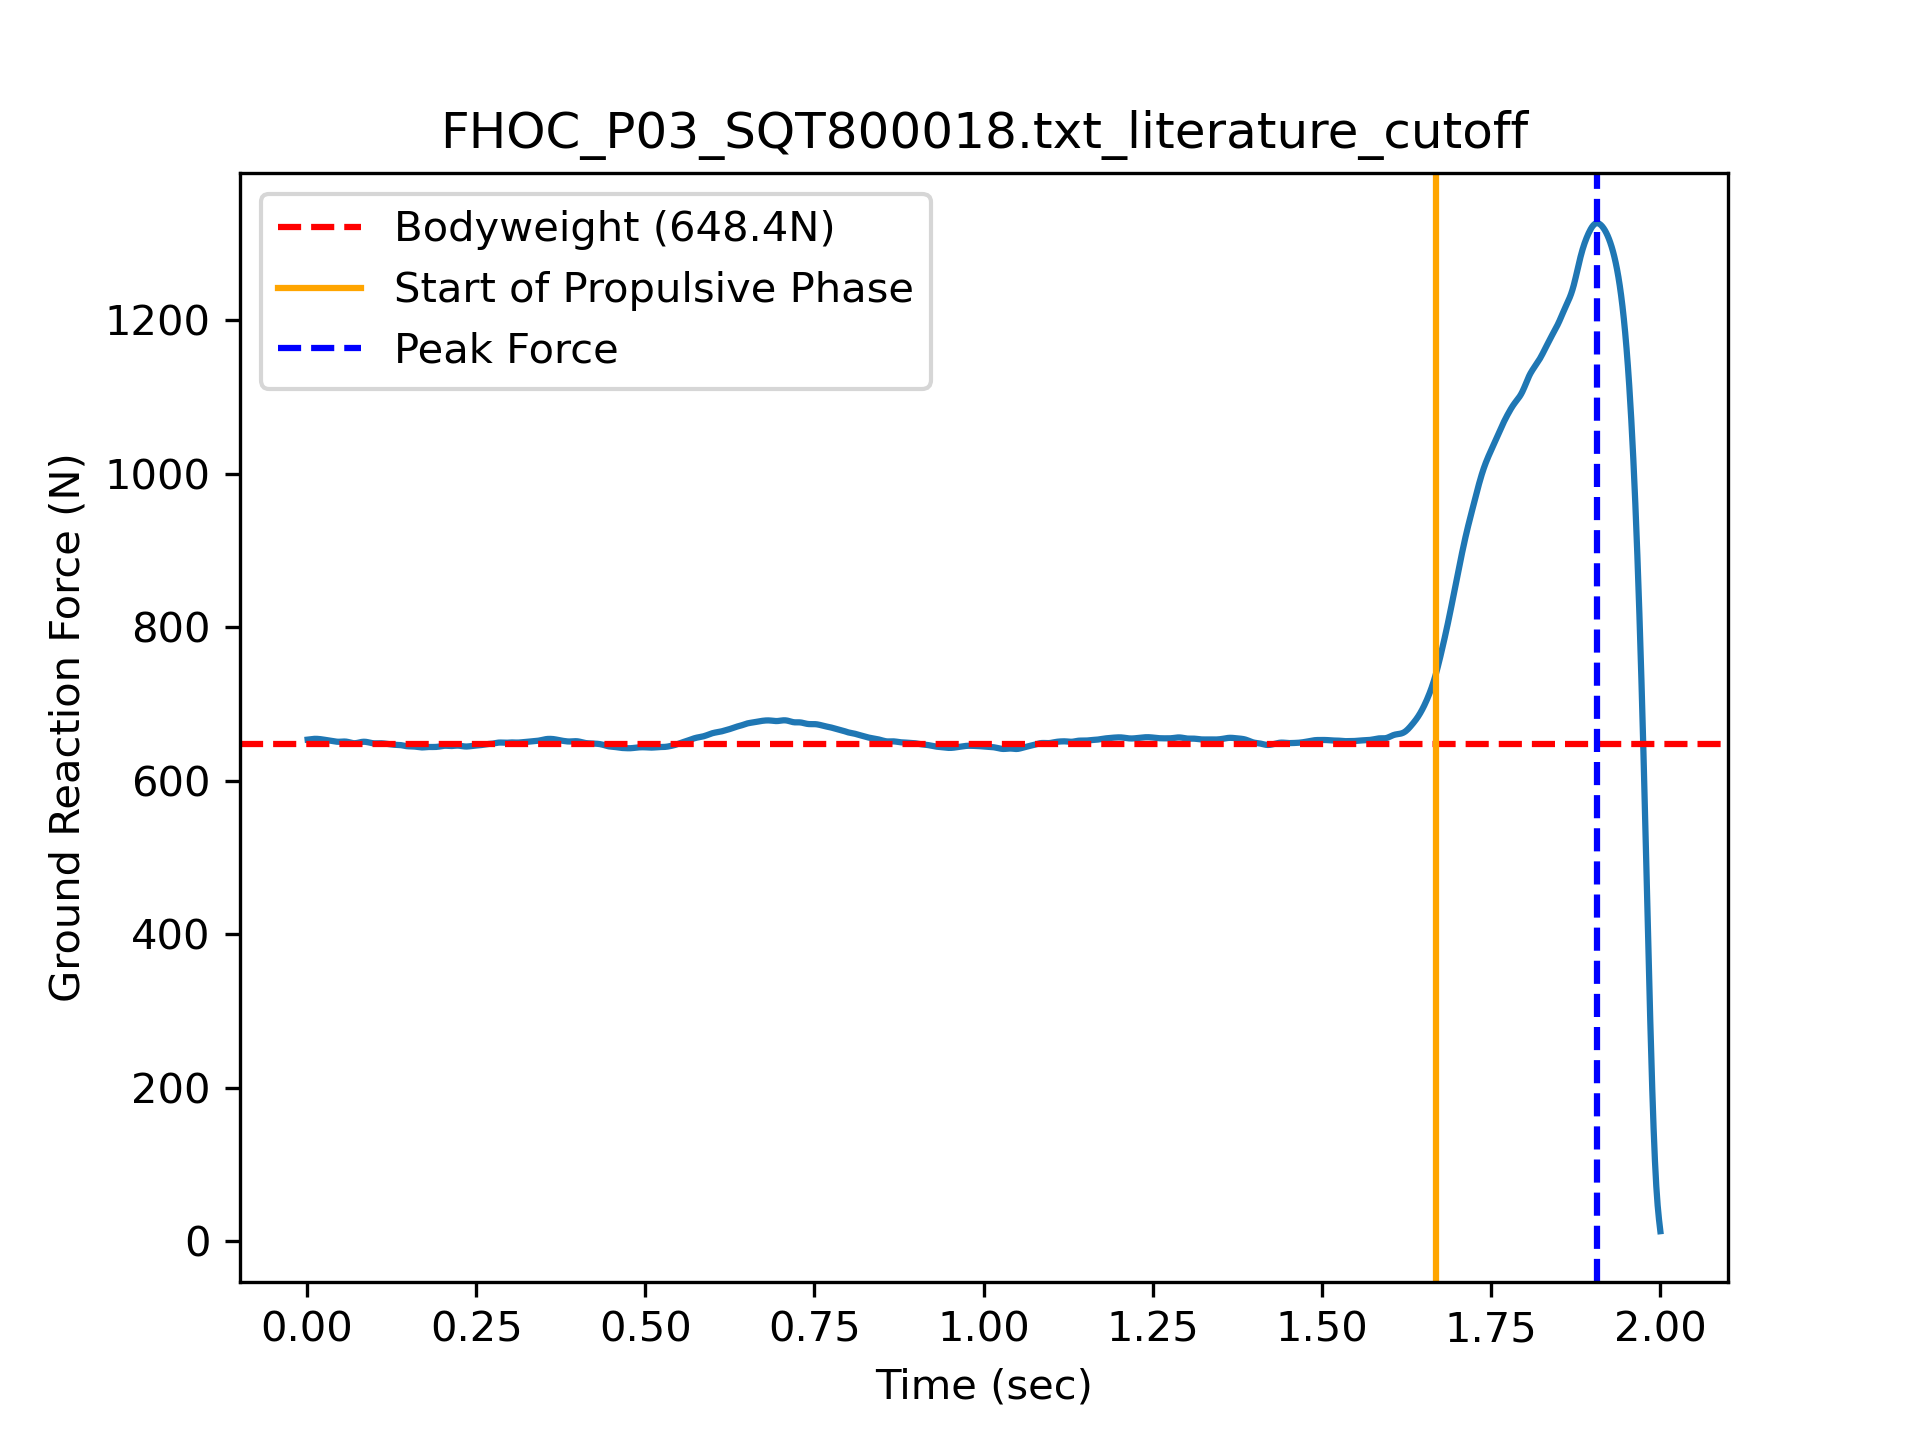 FHOC_P03_SQT800018.txt_literature_cutoff
Bodyweight (648.4N)
Start of Propulsive Phase
Peak Force
Ground Reaction Force (N)
1200
1000
800
600
400
200
0
0.00 0.25 0.50 0.75 1.00 1.25 1.50 1.75 2.00
Time (sec)